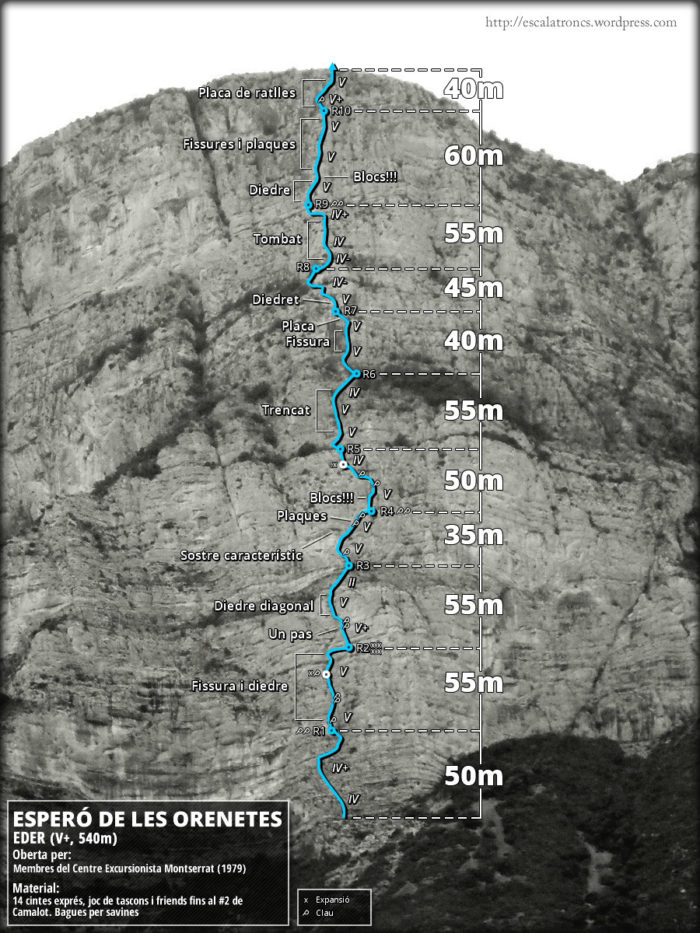 http://escalatroncs.wordpress.com
V
40m
Placa de ratlles
V+
R10
V
Fissures i plaques
60m
V
Blocs!!!
Diedre
V
R9
IV+
Tombat
55m
IV
IV-
R8
IV-
45m
Diedret
V
R7
Placa
V
Fissura
40m
V
R6
IV
Trencat
V
55m
V
R5
x
IV
50m
Blocs!!!
V
R4
Plaques
V
35m
Sostre característic
V
R3
II
Diedre diagonal
V
55m
Un pas
V+
R2
xx
xx
x
V
Fissura i diedre
55m
V
R1
IV+
50m
IV
ESPERÓ DE LES ORENETES
EDER (V+, 540m)
Oberta per:
Membres del Centre Excursionista Montserrat (1979)
Material:
14 cintes exprés, joc de tascons i friends fins al #2 de
Camalot. Bagues per savines
x Expansió
Clau